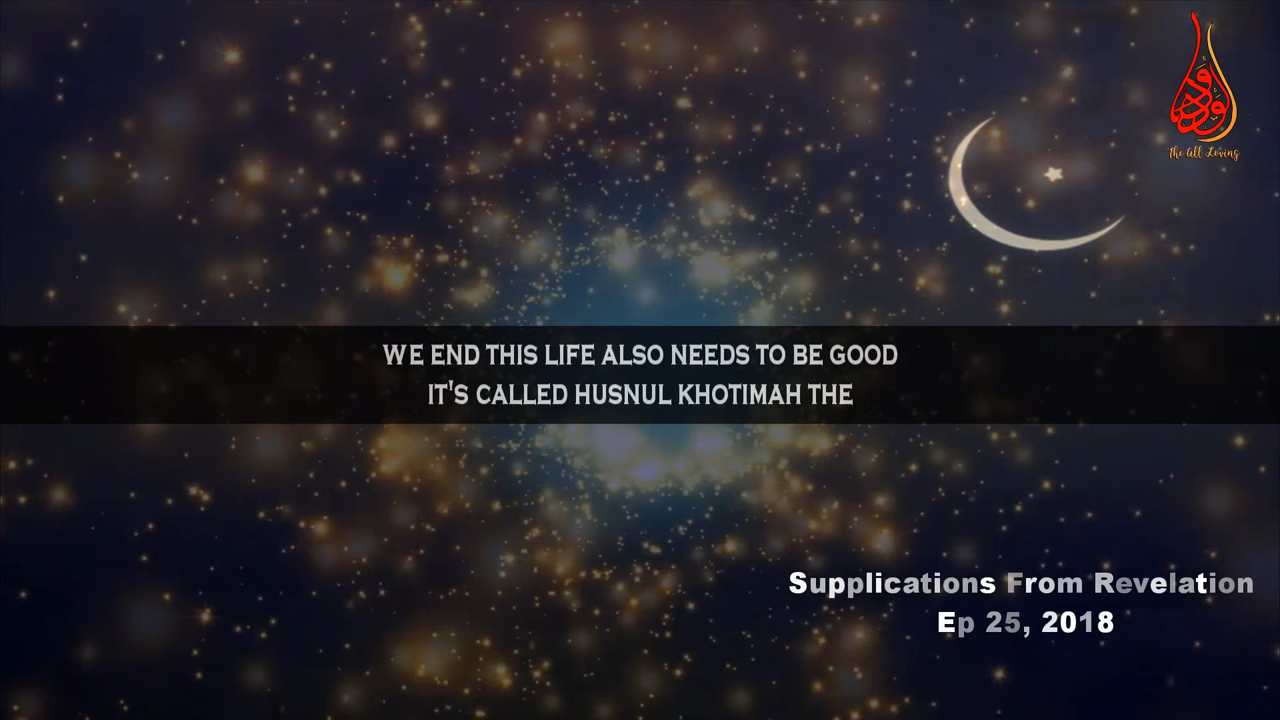 الودود
The All Loving
WE END THIS LIFE ALSO NEEDS TO BE GOOD
IT'S CALLED HUSNUL KHOTIMAH THE
Supplications From Revelation
Ep 25, 2018